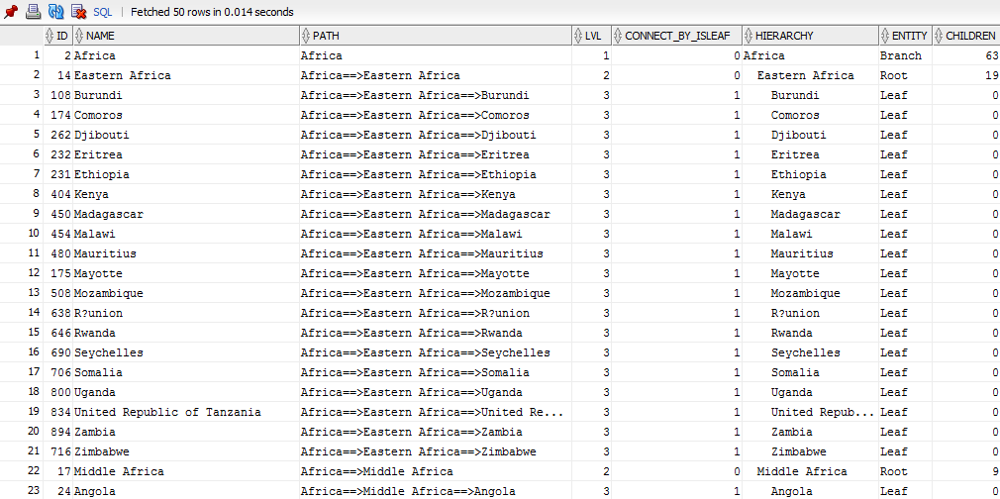 SQL | Fetched 50 rows in 0.014 seconds
ID NAME PATH LVL CONNECT_BY_ISLEAF HIERARCHY ENTITY CHILDREN
1 2 Africa Africa 1 0 Africa Branch 63
2 14 Eastern Africa Africa==>Eastern Africa 2 0 Eastern Africa Root 19
3 108 Burundi Africa==>Eastern Africa==>Burundi 3 1 Burundi Leaf 0
4 174 Comoros Africa==>Eastern Africa==>Comoros 3 1 Comoros Leaf 0
5 262 Djibouti Africa==>Eastern Africa==>Djibouti 3 1 Djibouti Leaf 0
6 232 Eritrea Africa==>Eastern Africa==>Eritrea 3 1 Eritrea Leaf 0
7 231 Ethiopia Africa==>Eastern Africa==>Ethiopia 3 1 Ethiopia Leaf 0
8 404 Kenya Africa==>Eastern Africa==>Kenya 3 1 Kenya Leaf 0
9 450 Madagascar Africa==>Eastern Africa==>Madagascar 3 1 Madagascar Leaf 0
10 454 Malawi Africa==>Eastern Africa==>Malawi 3 1 Malawi Leaf 0
11 480 Mauritius Africa==>Eastern Africa==>Mauritius 3 1 Mauritius Leaf 0
12 175 Mayotte Africa==>Eastern Africa==>Mayotte 3 1 Mayotte Leaf 0
13 508 Mozambique Africa==>Eastern Africa==>Mozambique 3 1 Mozambique Leaf 0
14 638 R?union Africa==>Eastern Africa==>R?union 3 1 R?union Leaf 0
15 646 Rwanda Africa==>Eastern Africa==>Rwanda 3 1 Rwanda Leaf 0
16 690 Seychelles Africa==>Eastern Africa==>Seychelles 3 1 Seychelles Leaf 0
17 706 Somalia Africa==>Eastern Africa==>Somalia 3 1 Somalia Leaf 0
18 800 Uganda Africa==>Eastern Africa==>Uganda 3 1 Uganda Leaf 0
19 834 United Republic of Tanzania Africa==>Eastern Africa==>United Re... 3 1 United Repub... Leaf 0
20 894 Zambia Africa==>Eastern Africa==>Zambia 3 1 Zambia Leaf 0
21 716 Zimbabwe Africa==>Eastern Africa==>Zimbabwe 3 1 Zimbabwe Leaf 0
22 17 Middle Africa Africa==>Middle Africa 2 0 Middle Africa Root 9
23 24 Angola Africa==>Middle Africa==>Angola 3 1 Angola Leaf 0